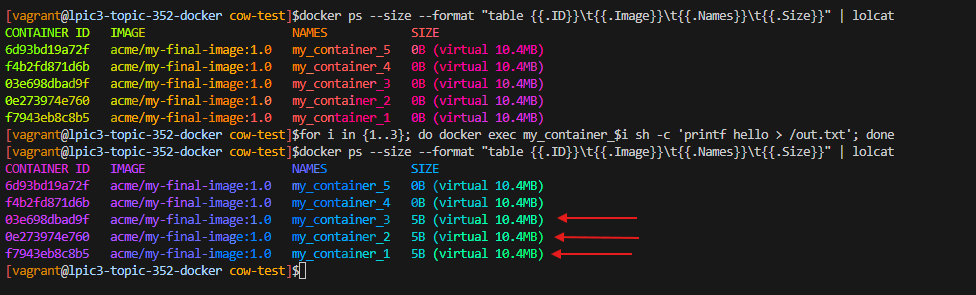 [vagrant@lpic3-topic-352-docker cow-test]$docker ps --size --format "table {{.ID}}\t{{.Image}}\t{{.Names}}\t{{.Size}}" | lolcat
CONTAINER ID   IMAGE                     NAMES            SIZE
6d93bd19a72f   acme/my-final-image:1.0   my_container_5   0B (virtual 10.4MB)
f4b2fd871d6b   acme/my-final-image:1.0   my_container_4   0B (virtual 10.4MB)
03e698dbad9f   acme/my-final-image:1.0   my_container_3   0B (virtual 10.4MB)
0e273974e760   acme/my-final-image:1.0   my_container_2   0B (virtual 10.4MB)
f7943eb8c8b5   acme/my-final-image:1.0   my_container_1   0B (virtual 10.4MB)
[vagrant@lpic3-topic-352-docker cow-test]$for i in {1..3}; do docker exec my_container_$i sh -c 'printf hello > /out.txt'; done
[vagrant@lpic3-topic-352-docker cow-test]$docker ps --size --format "table {{.ID}}\t{{.Image}}\t{{.Names}}\t{{.Size}}" | lolcat
CONTAINER ID   IMAGE                     NAMES            SIZE
6d93bd19a72f   acme/my-final-image:1.0   my_container_5   0B (virtual 10.4MB)
f4b2fd871d6b   acme/my-final-image:1.0   my_container_4   0B (virtual 10.4MB)
03e698dbad9f   acme/my-final-image:1.0   my_container_3   5B (virtual 10.4MB)
0e273974e760   acme/my-final-image:1.0   my_container_2   5B (virtual 10.4MB)
f7943eb8c8b5   acme/my-final-image:1.0   my_container_1   5B (virtual 10.4MB)
[vagrant@lpic3-topic-352-docker cow-test]$